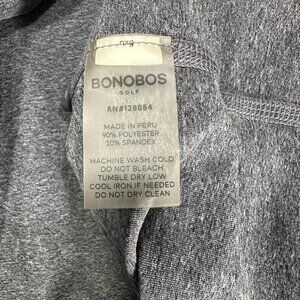 BONOBOS
GOLF
RN#128054
MADE IN PERU
90% POLYESTER
10% SPANDEX
MACHINE WASH COLD
DO NOT BLEACH
TUMBLE DRY LOW
COOL IRON IF NEEDED
DO NOT DRY CLEAN